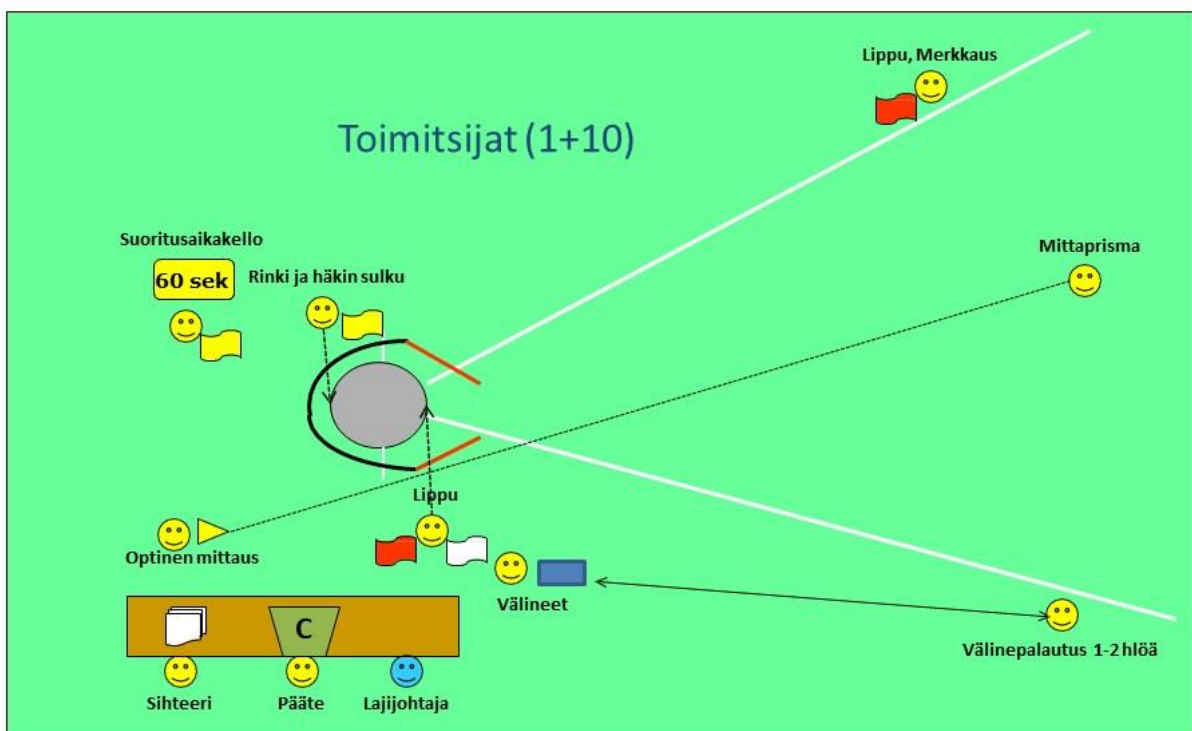 Lippu, Merkkaus
Toimitsijat (1+10)
Suoritusaikakello
60 sek
Rinki ja häkin sulku
Mittaprisma
Lippu
Optinen mittaus
Välineet
C
Välinepalautus 1-2 hlöä
Sihteeri
Pääte
Lajijohtaja